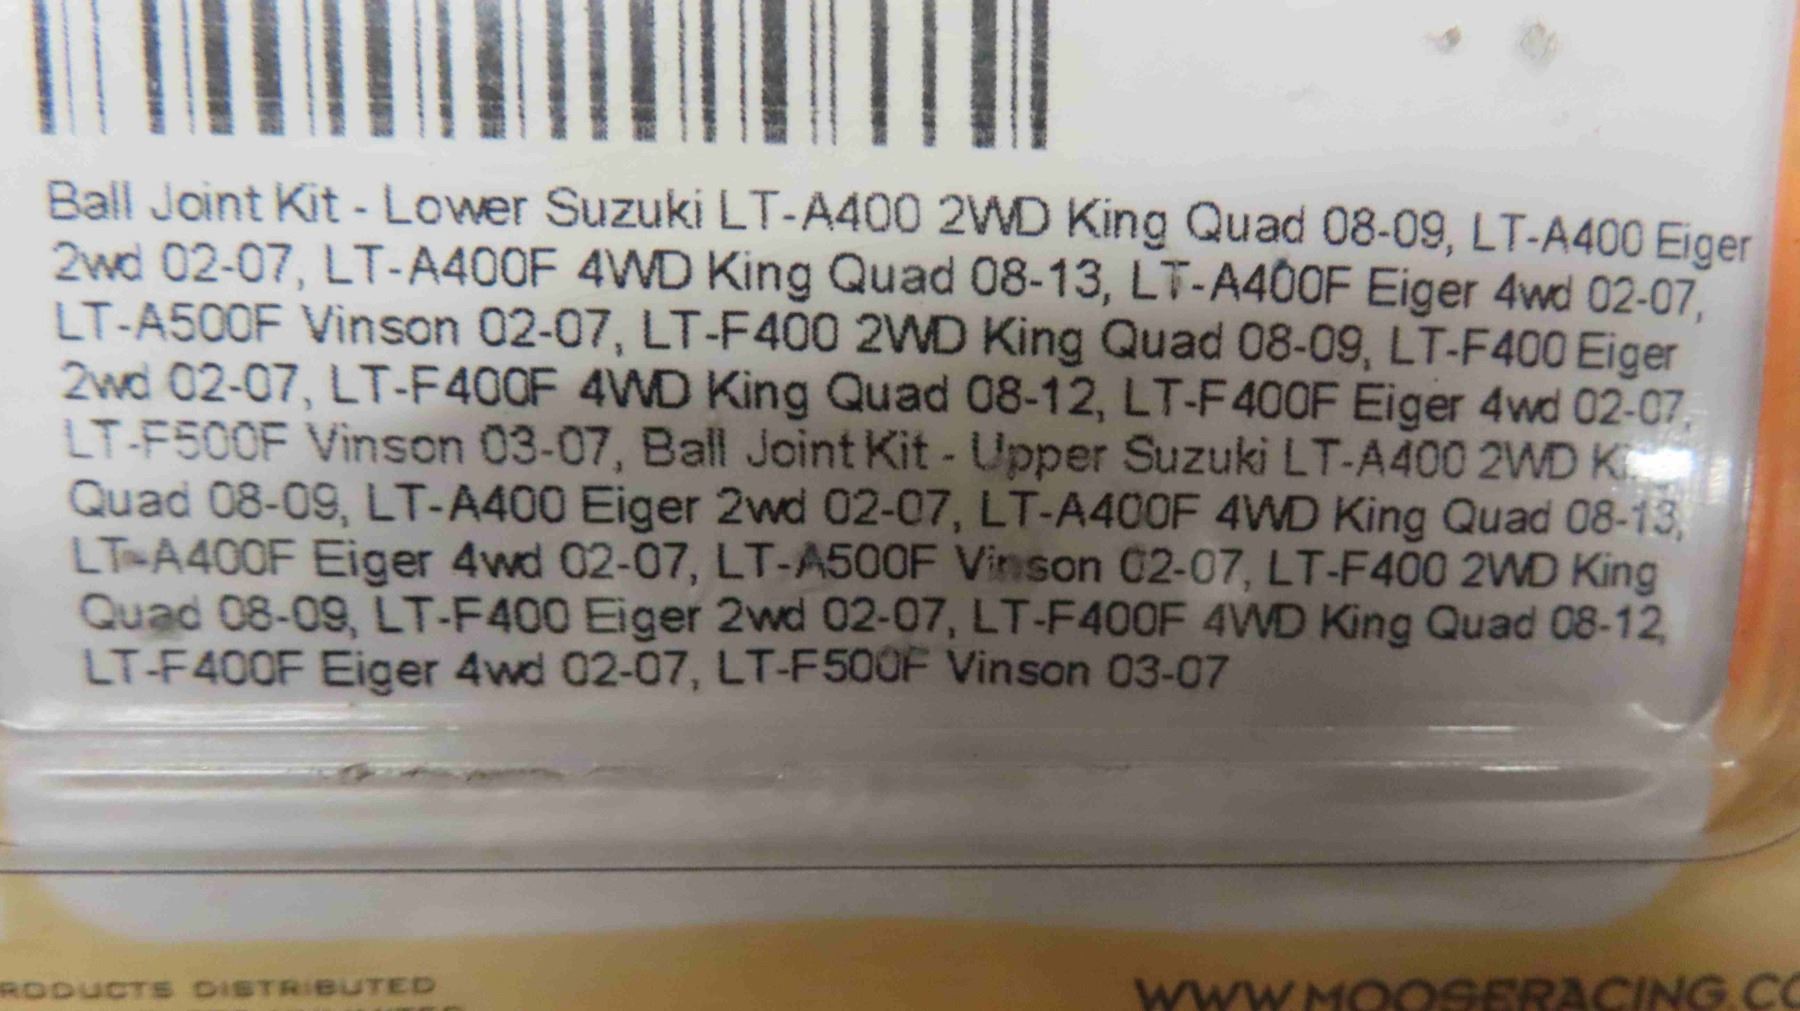 Ball Joint Kit - Lower Suzuki LT-A400 2WD King Quad 08-09, LT-A400 Eiger
2wd 02-07, LT-A400F 4WD King Quad 08-13, LT-A400F Eiger 4wd 02-07,
LT-A500F Vinson 02-07, LT-F400 2WD King Quad 08-09, LT-F400 Eiger
2wd 02-07, LT-F400F 4WD King Quad 08-12, LT-F400F Eiger 4wd 02-07,
LT-F500F Vinson 03-07, Ball Joint Kit - Upper Suzuki LT-A400 2WD
Quad 08-09, LT-A400 Eiger 2wd 02-07, LT-A400F 4WD King Quad 08-13,
LT-A400F Eiger 4wd 02-07, LT-A500F Vinson 02-07, LT-F400 2WD King
Quad 08-09, LT-F400 Eiger 2wd 02-07, LT-F400F 4WD King Quad 08-12,
LT-F400F Eiger 4wd 02-07, LT-F500F Vinson 03-07
RODUCTS DISTRIBUTED
WWW.MOOSERACING.CO